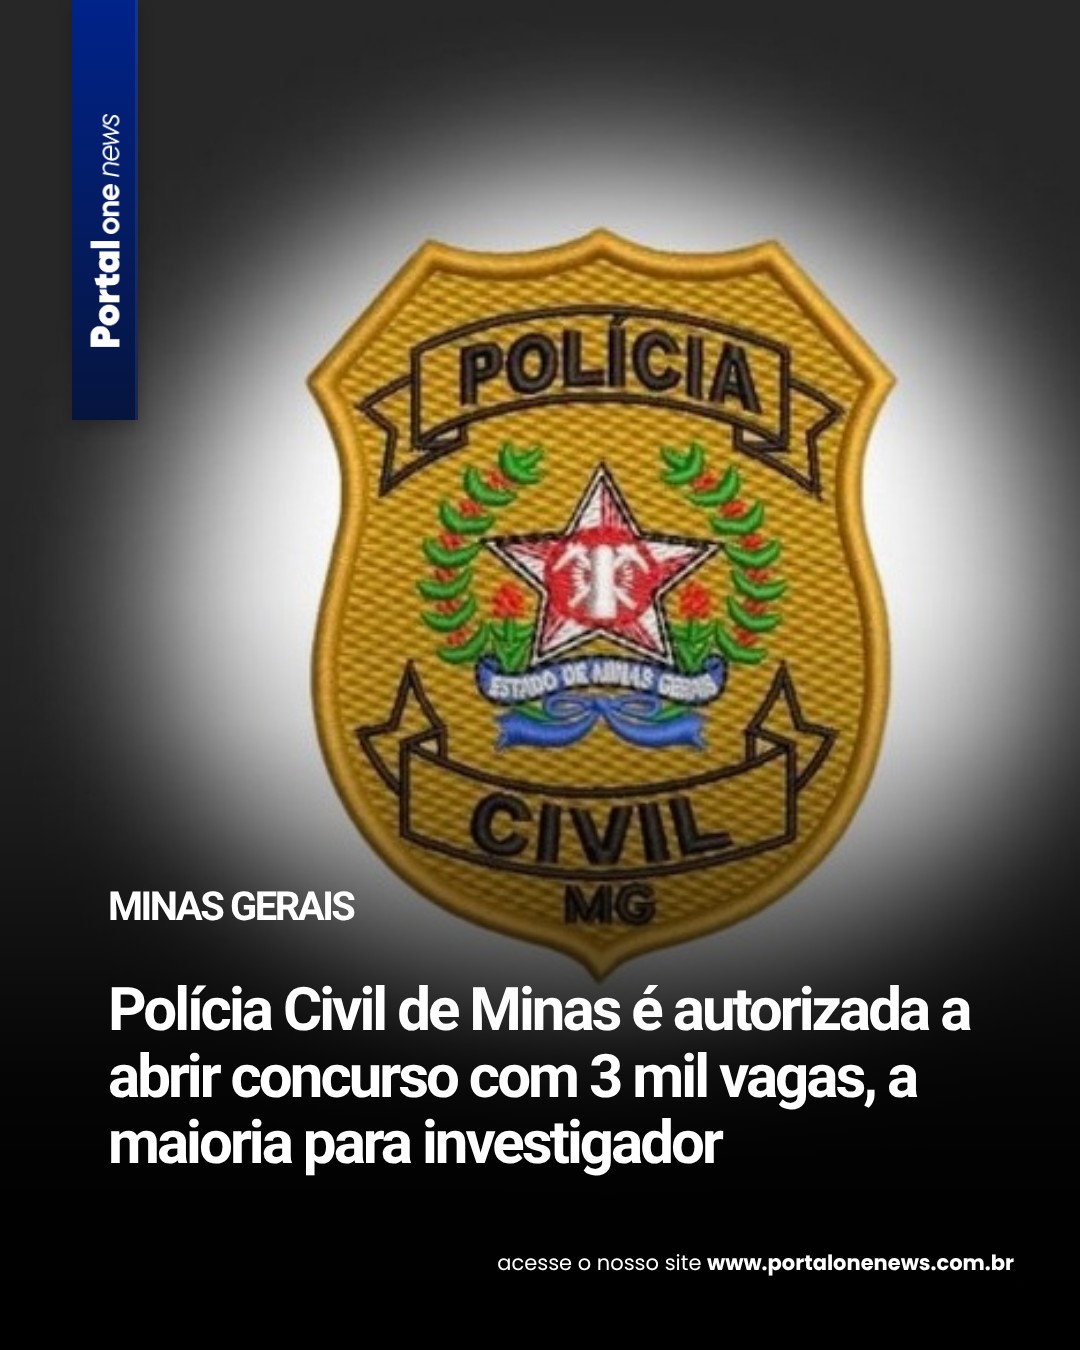 Portal one news
POLÍCIA
ESTADO DE MINAS GERAIS
CIVIL
MG
MINAS GERAIS
Polícia Civil de Minas é autorizada a
abrir concurso com 3 mil vagas, a
maioria para investigador
acesse o nosso site www.portalonenews.com.br